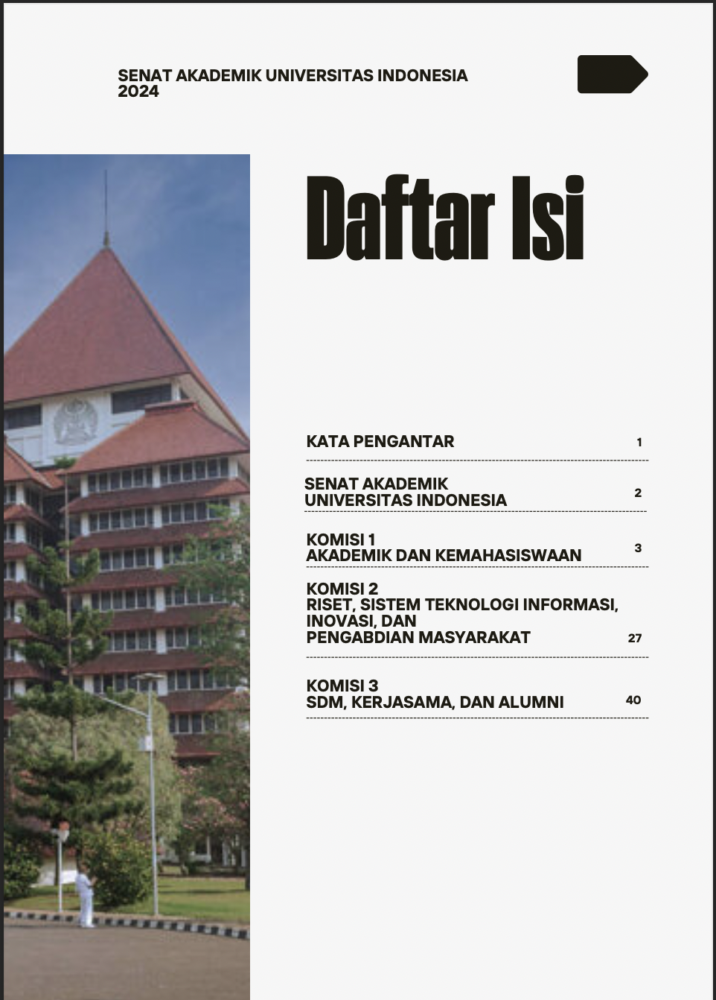 SENAT AKADEMIK UNIVERSITAS INDONESIA
2024
Daftar Isi
KATA PENGANTAR 1
SENAT AKADEMIK
UNIVERSITAS INDONESIA 2
KOMISI 1
AKADEMIK DAN KEMAHASISWAAN 3
KOMISI 2
RISET, SISTEM TEKNOLOGI INFORMASI,
INOVASI, DAN
PENGABDIAN MASYARAKAT 27
KOMISI 3
SDM, KERJASAMA, DAN ALUMNI 40